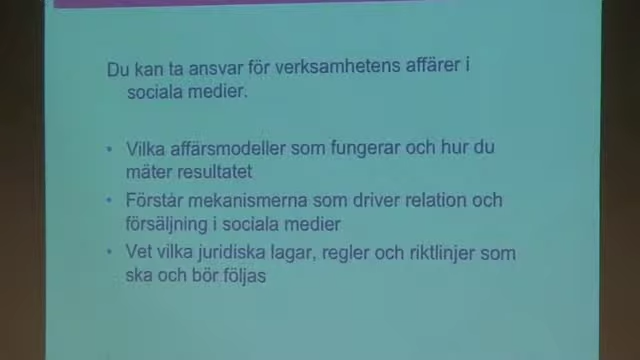 Du kan ta ansvar för verksamhetens affärer i
sociala medier.
• Vilka affärsmodeller som fungerar och hur du
mäter resultatet
• Förstår mekanismerna som driver relation och
försäljning i sociala medier
• Vet vilka juridiska lagar, regler och riktlinjer som
ska och bör följas